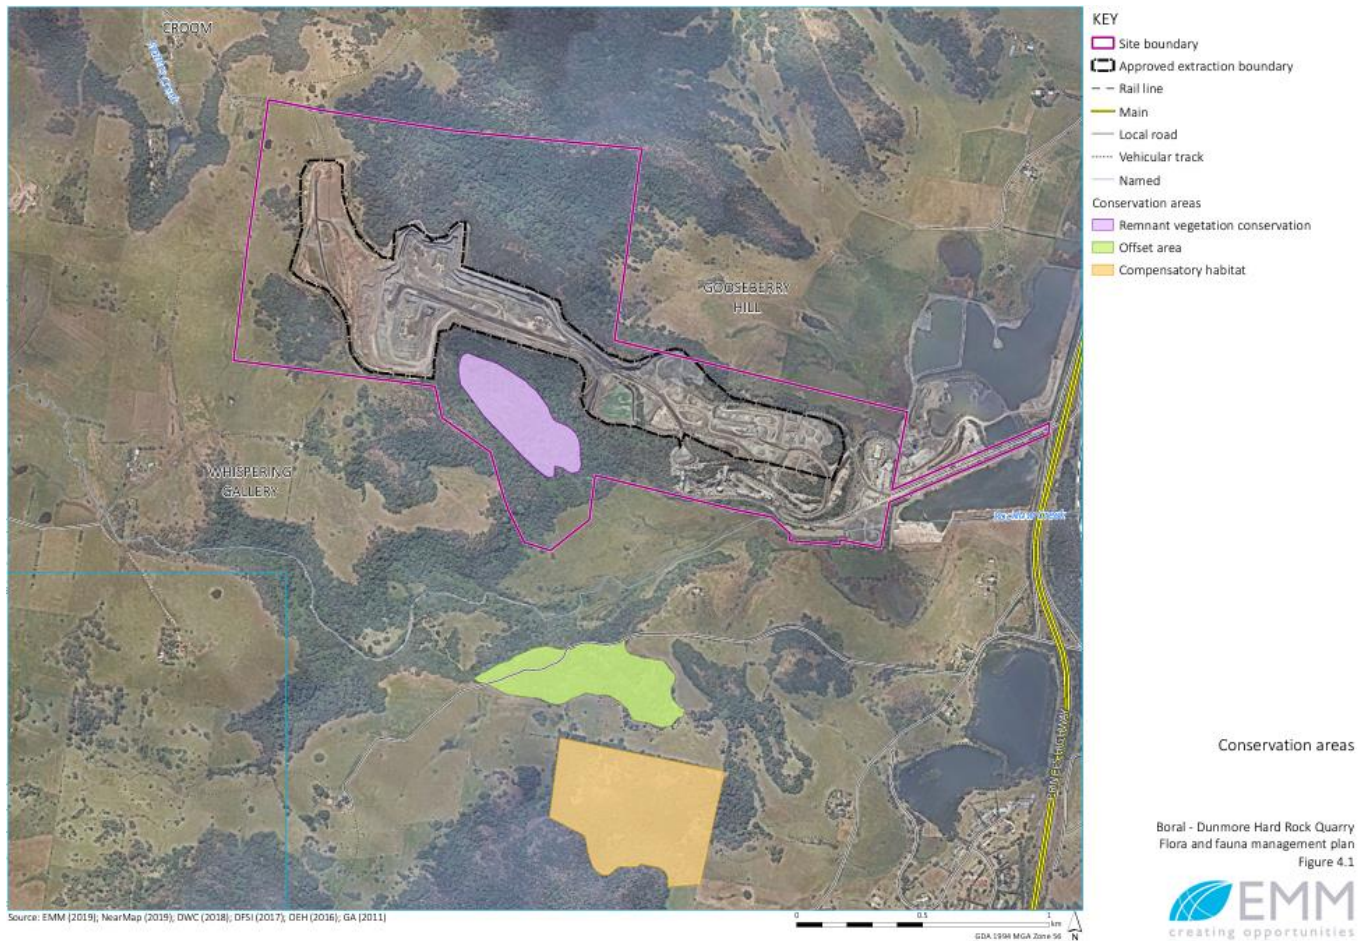 CROOM
GOOSEBERRY
HILL
WHISPERING
GALLERY
PRINCES HIGHWAY
KEY
Site boundary
Approved extraction boundary
Rail line
Main
Local road
Vehicular track
Named
Conservation areas
Remnant vegetation conservation
Offset area
Compensatory habitat
Conservation areas
Boral - Dunmore Hard Rock Quarry
Flora and fauna management plan
Figure 4.1
EMM
creating opportunities
Source: EMM (2019); NearMap (2019); DWC (2018); DFSI (2017); OEH (2016); GA (2011)
0 0.5 1
km
GDA 1994 MGA Zone 56
N